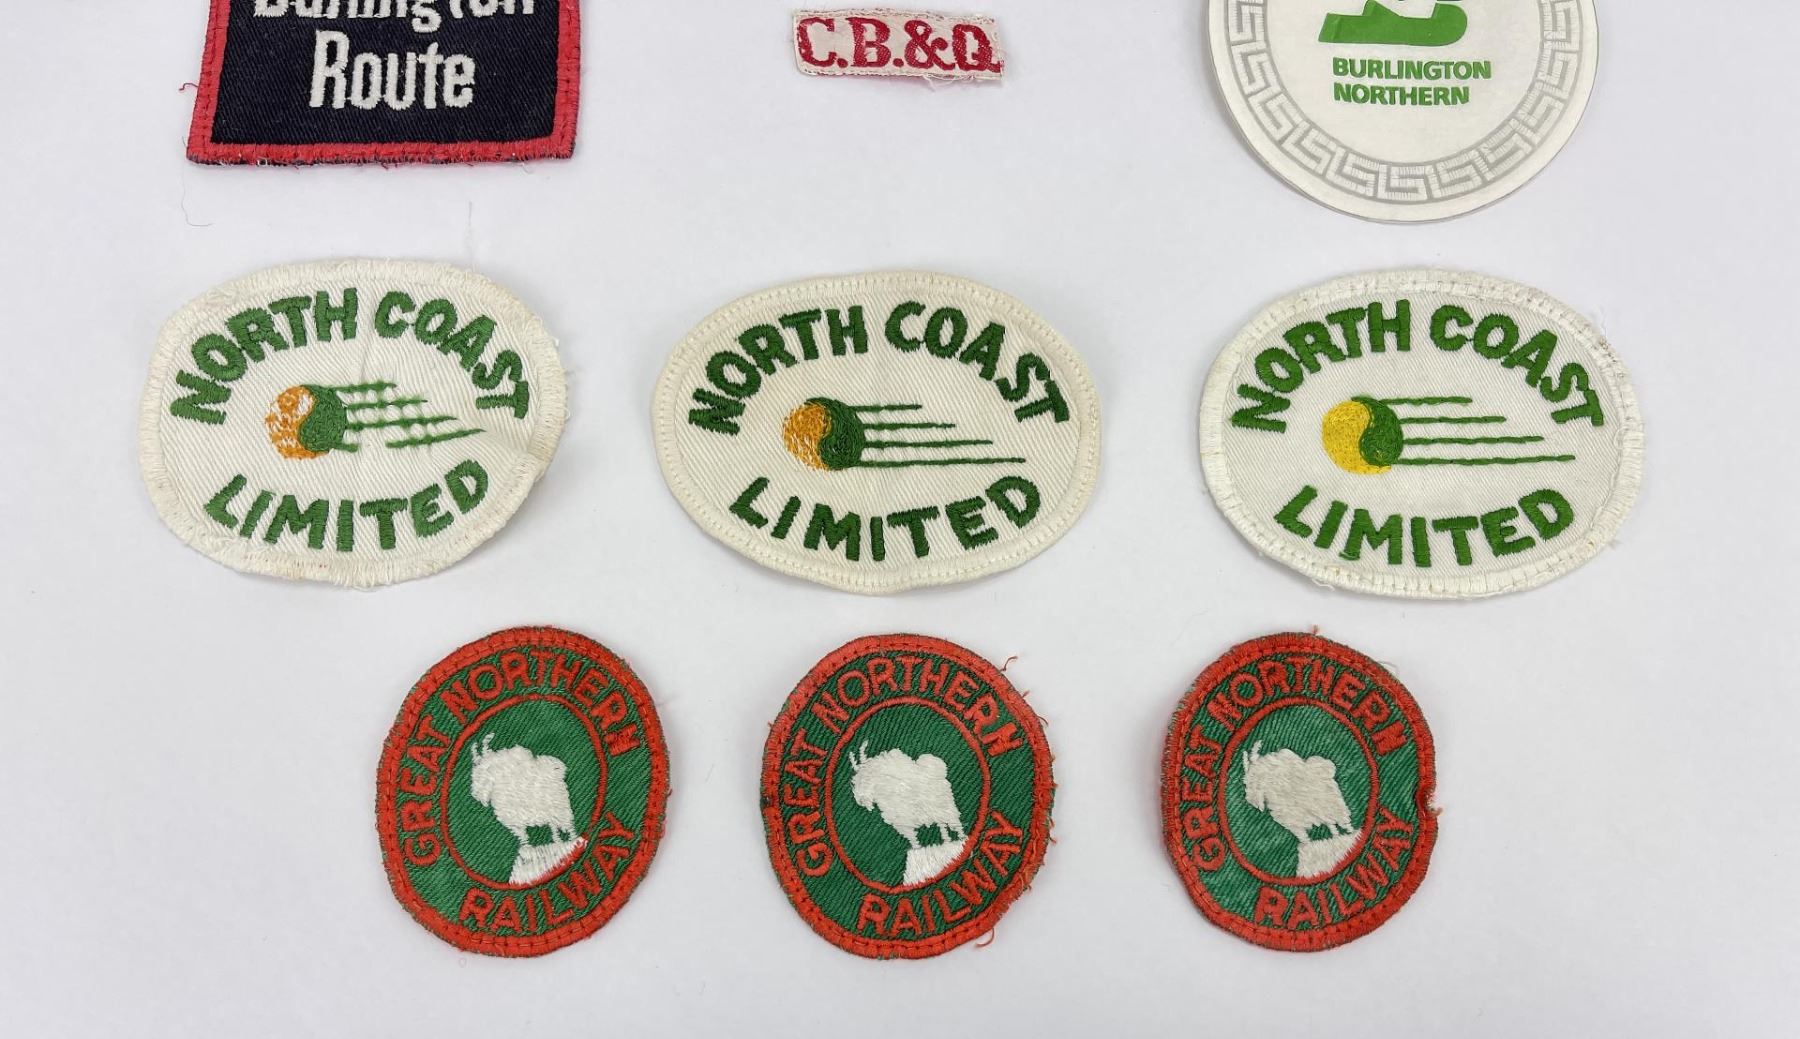 Burlington
Route
C.B.&Q
BURLINGTON
NORTHERN
NORTH COAST
LIMITED
NORTH COAST
LIMITED
NORTH COAST
LIMITED
GREAT NORTHERN
RAILWAY
GREAT NORTHERN
RAILWAY
GREAT NORTHERN
RAILWAY